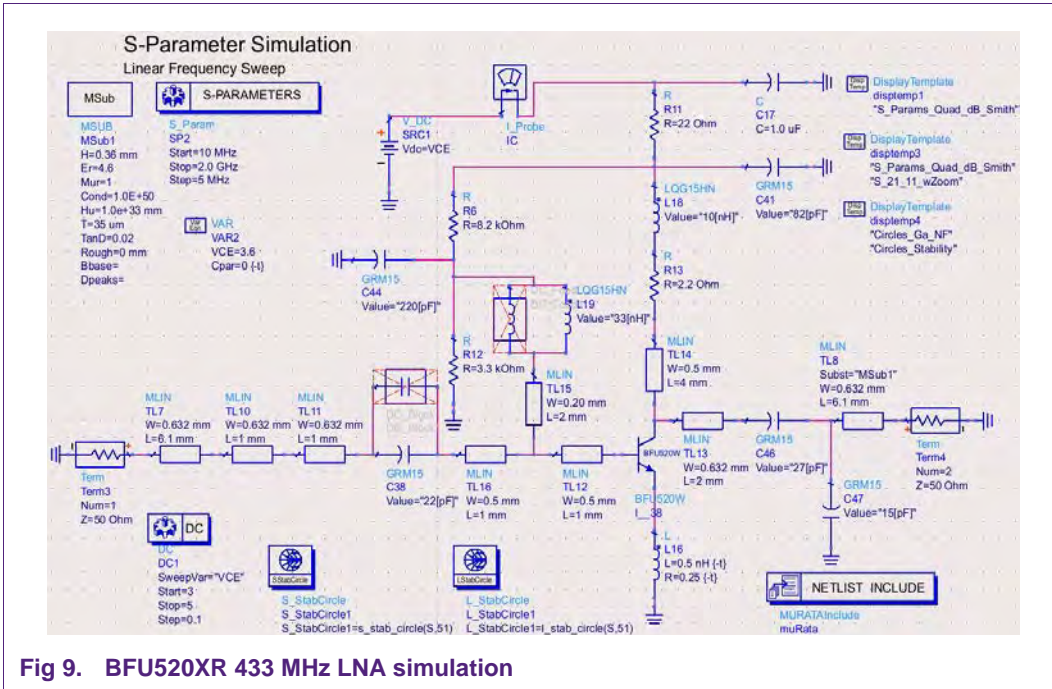 S-Parameter Simulation
Linear Frequency Sweep
MSub
S-PARAMETERS
MSUB
MSub1
H=0.36 mm
Er=4.6
Mur=1
Cond=1.0E+50
Hu=1.0e+33 mm
T=35 um
TanD=0.02
Rough=0 mm
Bbase=
Dpeaks=
S_Param
SP2
Start=10 MHz
Stop=2.0 GHz
Step=5 MHz
Var
Eqn
VAR
VAR2
VCE=3.6
Cpar=0 {-t}
V_DC
SRC1
Vdc=VCE
I_Probe
IC
R
R11
R=22 Ohm
C
C17
C=1.0 uF
Disp
Temp
DisplayTemplate
disptemp1
"S_Params_Quad_dB_Smith"
Disp
Temp
DisplayTemplate
disptemp3
"S_Params_Quad_dB_Smith"
"S_21_11_wZoom"
Disp
Temp
DisplayTemplate
disptemp4
"Circles_Ga_NF"
"Circles_Stability"
R
R6
R=8.2 kOhm
LQG15HN
L18
Value="10[nH]"
GRM15
C41
Value="82[pF]"
GRM15
C44
Value="220[pF]"
LQG15HN
L19
Value="33[nH]"
R
R13
R=2.2 Ohm
R
R12
R=3.3 kOhm
MLIN
TL15
W=0.20 mm
L=2 mm
MLIN
TL14
W=0.5 mm
L=4 mm
MLIN
TL8
Subst="MSub1"
W=0.632 mm
L=6.1 mm
MLIN
TL7
W=0.632 mm
L=6.1 mm
MLIN
TL10
W=0.632 mm
L=1 mm
MLIN
TL11
W=0.632 mm
L=1 mm
Term
Term3
Num=1
Z=50 Ohm
GRM15
C38
Value="22[pF]"
MLIN
TL16
W=0.5 mm
L=1 mm
MLIN
TL12
W=0.5 mm
L=1 mm
BFU520W
BFU520W
I__38
MLIN
TL13
W=0.632 mm
L=2 mm
GRM15
C46
Value="27[pF]"
Term
Term4
Num=2
Z=50 Ohm
GRM15
C47
Value="15[pF]"
L
L16
L=0.5 nH {-t}
R=0.25 {-t}
DC
DC
DC1
SweepVar="VCE"
Start=3
Stop=5
Step=0.1
SStabCircle
S_StabCircle
S_StabCircle1
S_StabCircle1=s_stab_circle(S,51)
LStabCircle
L_StabCircle
L_StabCircle1
L_StabCircle1=l_stab_circle(S,51)
NETLIST INCLUDE
MURATAInclude
muRata
Fig 9. BFU520XR 433 MHz LNA simulation